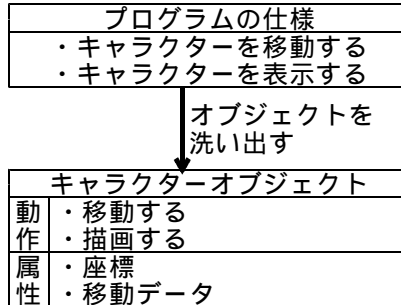 プログラムの仕様
・キャラクターを移動する
・キャラクターを表示する
オブジェクトを
洗い出す
キャラクターオブジェクト
動作
・移動する
・描画する
属性
・座標
・移動データ